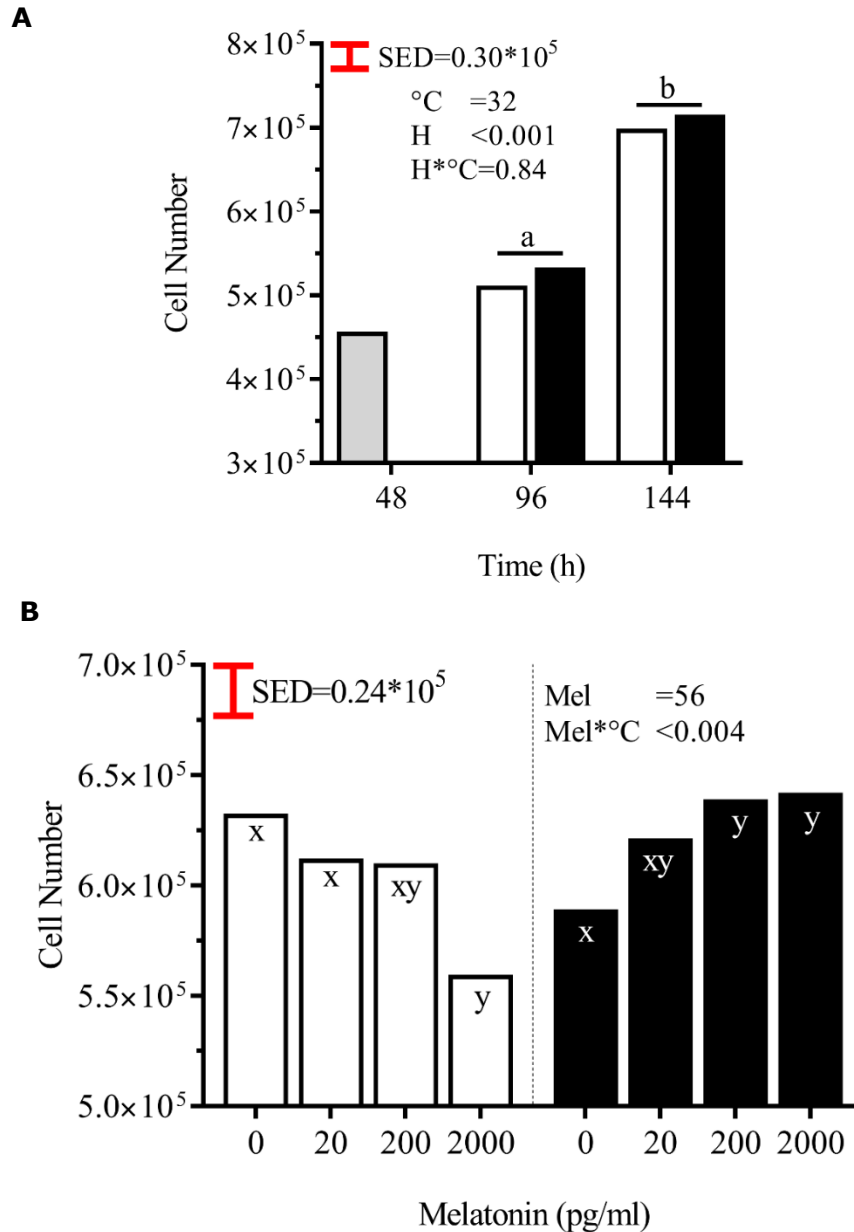 A
8×10⁵
SED=0.30*10⁵
°C =32
H <0.001
H*°C=0.84
b
7×10⁵
6×10⁵
a
5×10⁵
4×10⁵
3×10⁵
Cell Number
48 96 144
Time (h)
B
7.0×10⁵
SED=0.24*10⁵
Mel =56
Mel*°C <0.004
6.5×10⁵
6.0×10⁵
5.5×10⁵
5.0×10⁵
Cell Number
x x xy y x xy y y
0 20 200 2000 0 20 200 2000
Melatonin (pg/ml)